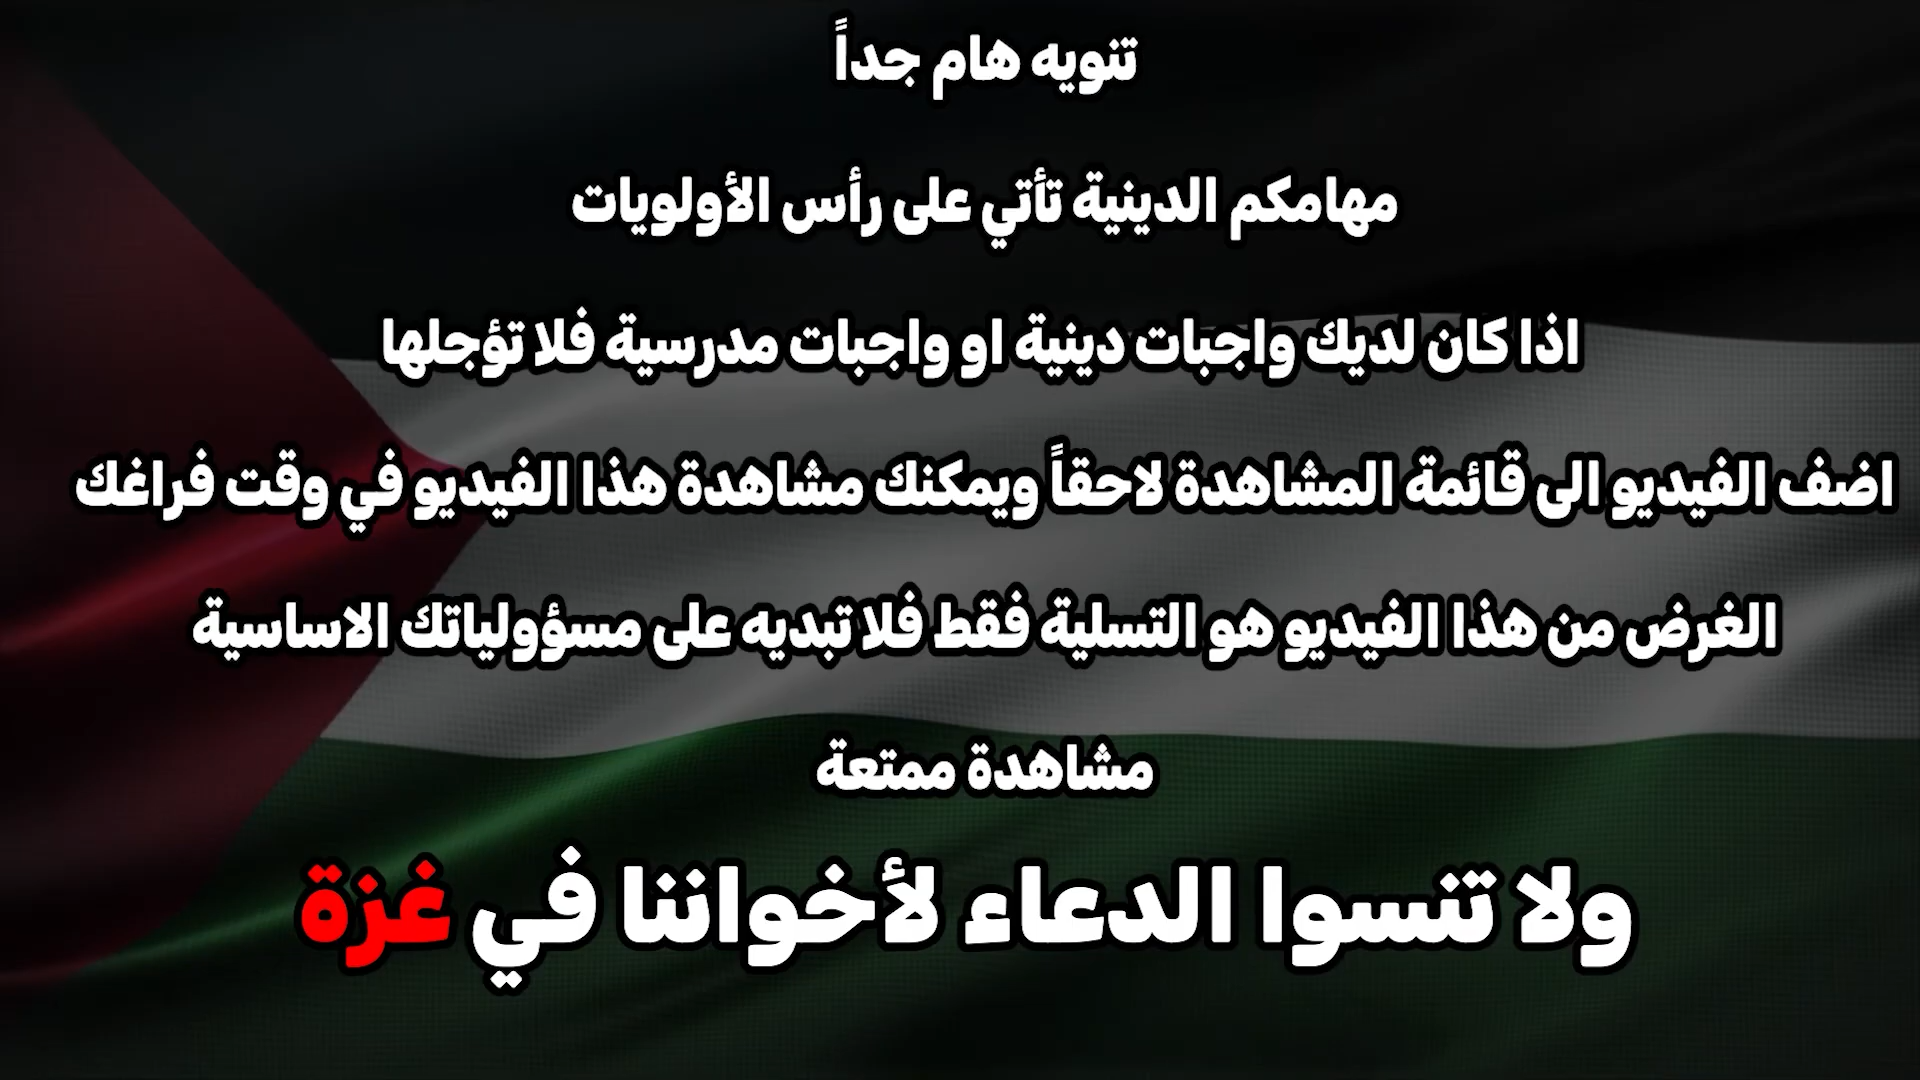 تنويه هام جداً
مهامكم الدينية تأتي على رأس الأولويات
اذا كان لديك واجبات دينية او واجبات مدرسية فلا تؤجلها
اضف الفيديو الى قائمة المشاهدة لاحقاً ويمكنك مشاهدة هذا الفيديو في وقت فراغك
الغرض من هذا الفيديو هو التسلية فقط فلا تبديه على مسؤولياتك الاساسية
مشاهدة ممتعة
ولا تنسوا الدعاء لأخواننا في غزة